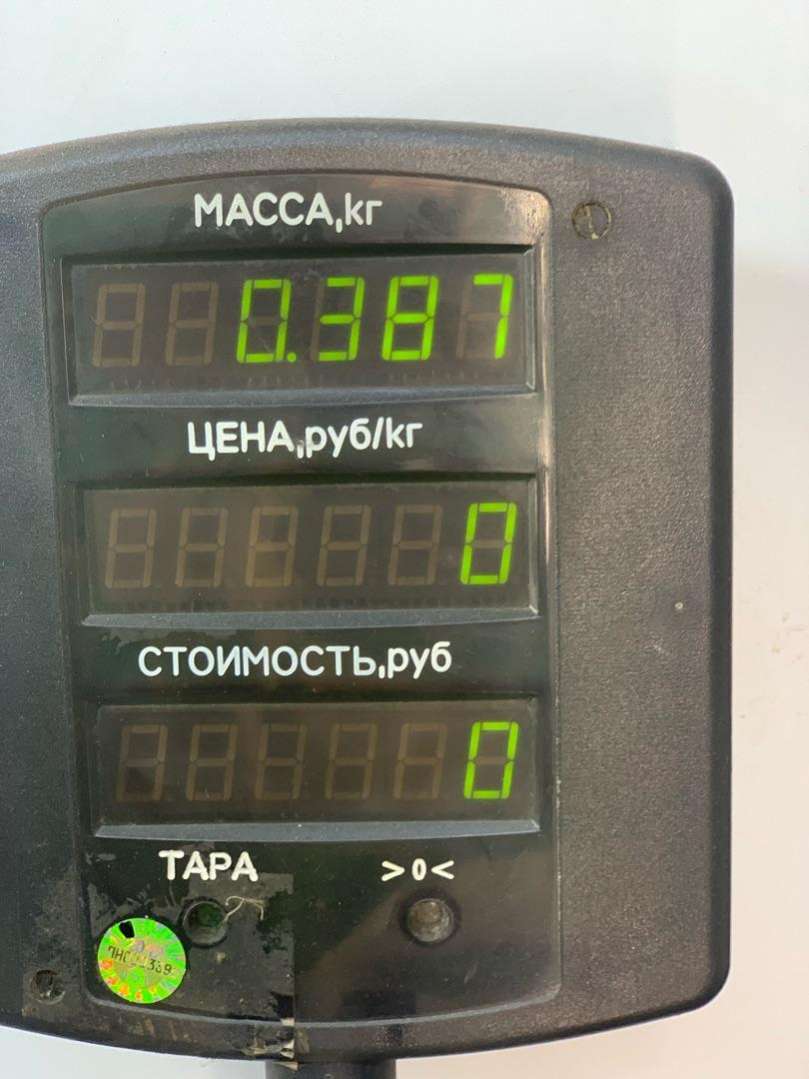 МАССА,кг
0.387
ЦЕНА,руб/кг
0
СТОИМОСТЬ,руб
0
ТАРА >0<